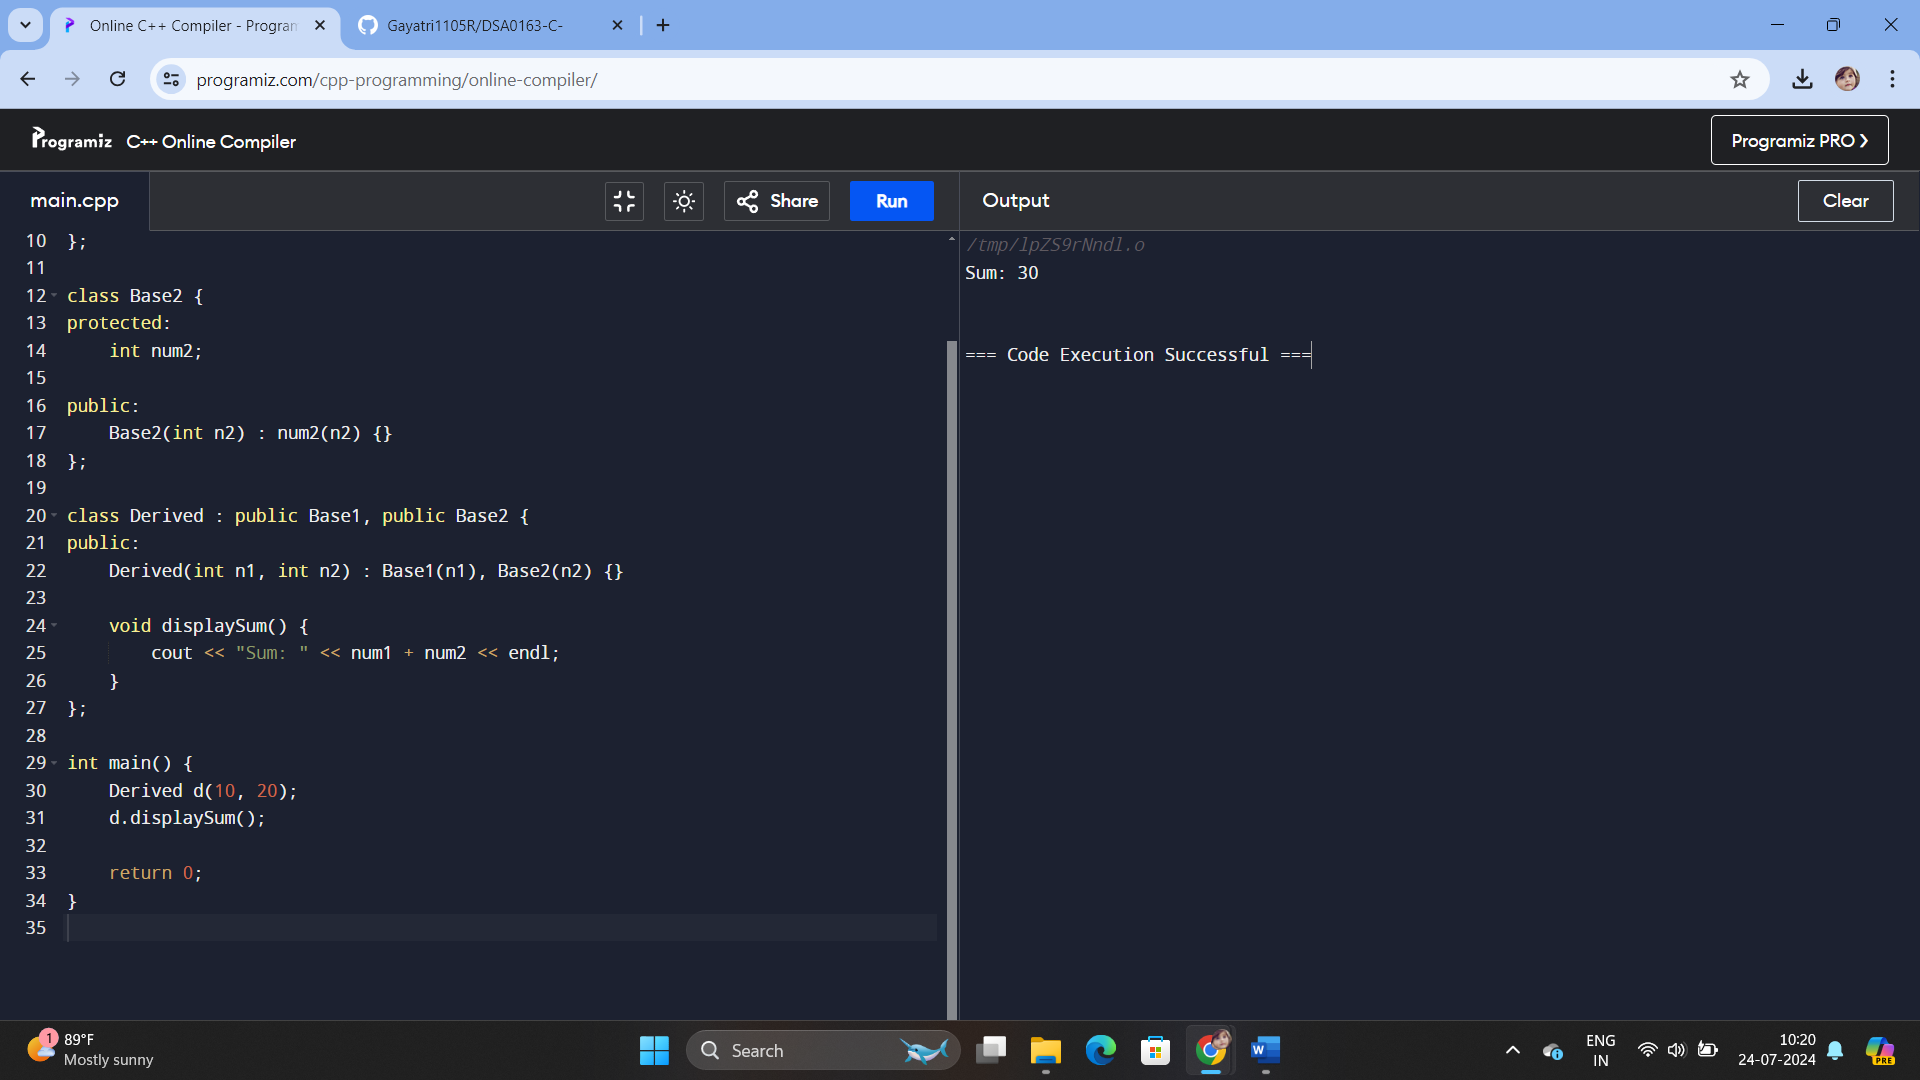 Online C++ Compiler - Program
Gayatri1105R/DSA0163-C-
programiz.com/cpp-programming/online-compiler/
Programiz C++ Online Compiler
Programiz PRO
main.cpp
Share
Run
Output
Clear
10 };
11
12 class Base2 {
13 protected:
14     int num2;
15
16 public:
17     Base2(int n2) : num2(n2) {}
18 };
19
20 class Derived : public Base1, public Base2 {
21 public:
22     Derived(int n1, int n2) : Base1(n1), Base2(n2) {}
23
24     void displaySum() {
25         cout << "Sum: " << num1 + num2 << endl;
26     }
27 };
28
29 int main() {
30     Derived d(10, 20);
31     d.displaySum();
32
33     return 0;
34 }
35
/tmp/lpZS9rNndl.o
Sum: 30
=== Code Execution Successful ===
1
89°F
Mostly sunny
Search
W
ENG
IN
10:20
24-07-2024
PRE